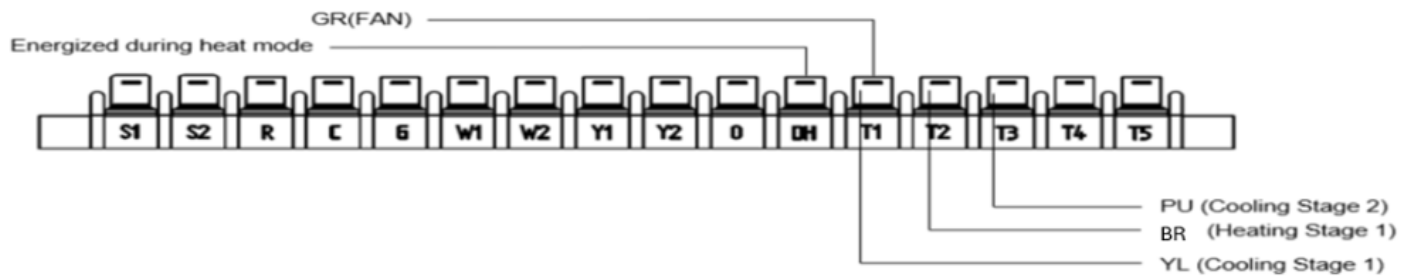 GR(FAN)
Energized during heat mode
S1 S2 R C G W1 W2 Y1 Y2 O DH T1 T2 T3 T4 T5
PU (Cooling Stage 2)
BR (Heating Stage 1)
YL (Cooling Stage 1)